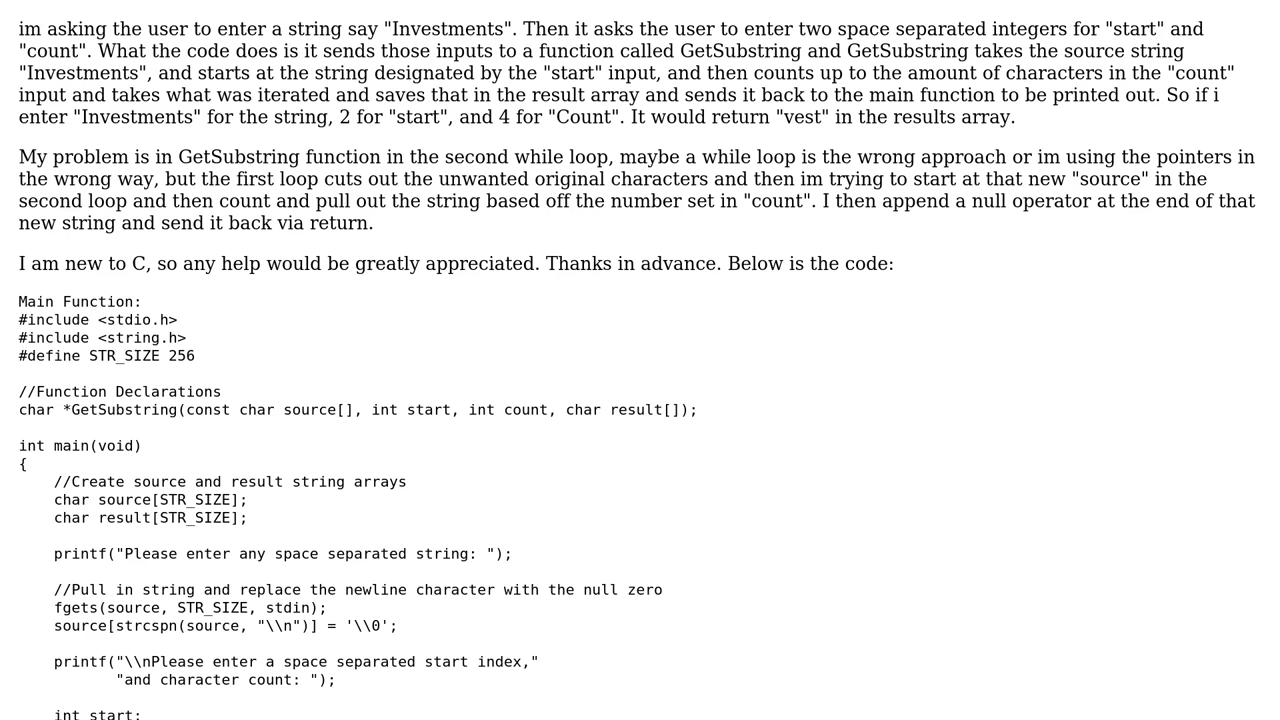 im asking the user to enter a string say "Investments". Then it asks the user to enter two space separated integers for "start" and
"count". What the code does is it sends those inputs to a function called GetSubstring and GetSubstring takes the source string
"Investments", and starts at the string designated by the "start" input, and then counts up to the amount of characters in the "count"
input and takes what was iterated and saves that in the result array and sends it back to the main function to be printed out. So if i
enter "Investments" for the string, 2 for "start", and 4 for "Count". It would return "vest" in the results array.
My problem is in GetSubstring function in the second while loop, maybe a while loop is the wrong approach or im using the pointers in
the wrong way, but the first loop cuts out the unwanted original characters and then im trying to start at that new "source" in the
second loop and then count and pull out the string based off the number set in "count". I then append a null operator at the end of that
new string and send it back via return.
I am new to C, so any help would be greatly appreciated. Thanks in advance. Below is the code:
Main Function:
#include <stdio.h>
#include <string.h>
#define STR_SIZE 256
//Function Declarations
char *GetSubstring(const char source[], int start, int count, char result[]);
int main(void)
{
    //Create source and result string arrays
    char source[STR_SIZE];
    char result[STR_SIZE];
    printf("Please enter any space separated string: ");
    //Pull in string and replace the newline character with the null zero
    fgets(source, STR_SIZE, stdin);
    source[strcspn(source, "\\n")] = '\\0';
    printf("\\nPlease enter a space separated start index,"
           "and character count: ");
    int start;